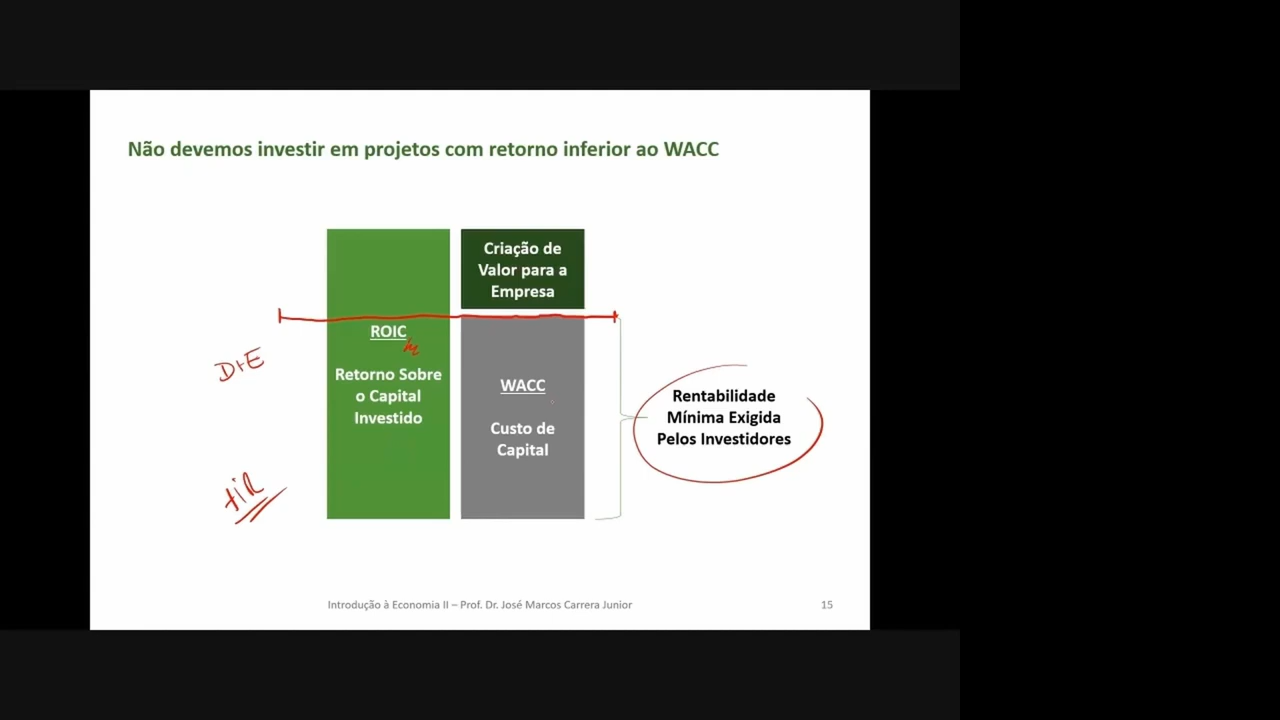 Não devemos investir em projetos com retorno inferior ao WACC
Criação de
Valor para a
Empresa
ROIC
Retorno Sobre
o Capital
Investido
WACC
Custo de
Capital
Rentabilidade
Mínima Exigida
Pelos Investidores
D+E
TIR
Introdução à Economia II – Prof. Dr. José Marcos Carrera Junior
15